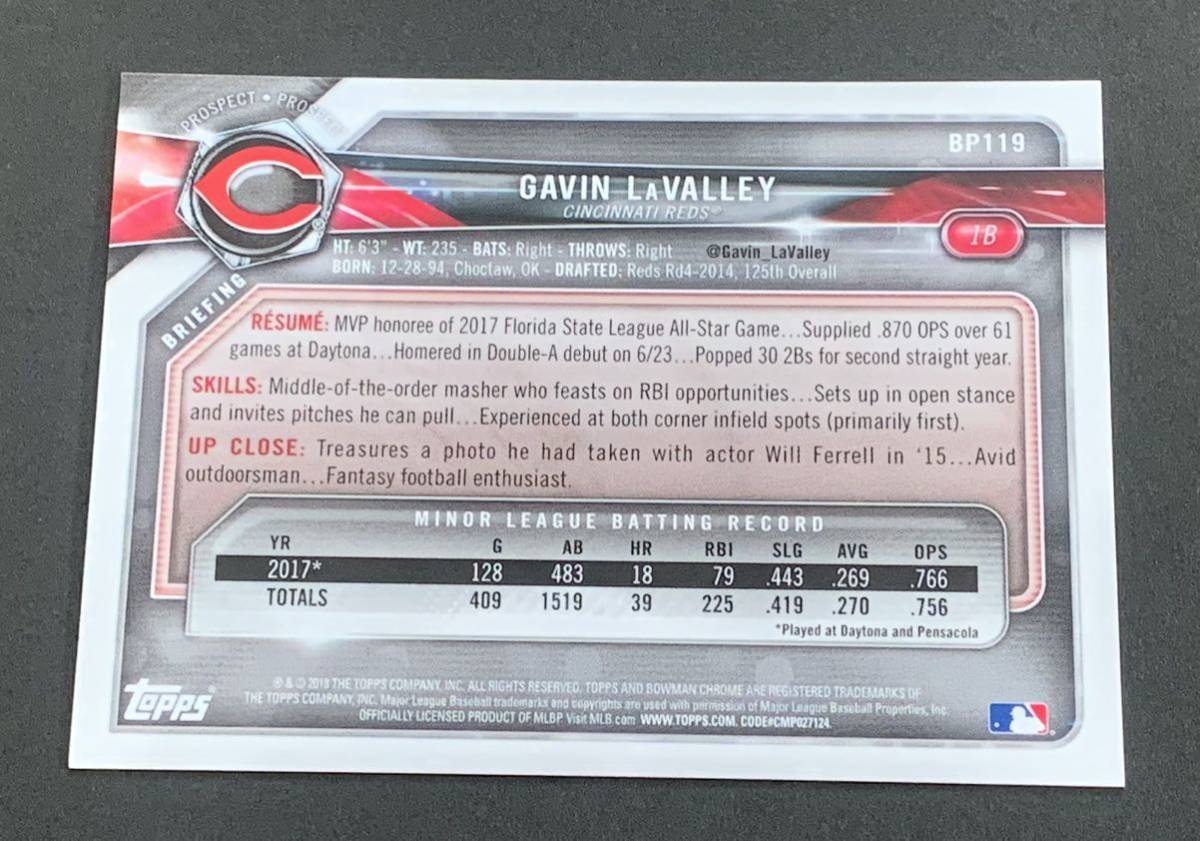 PROSPECT • PROSPECT
BP119
GAVIN LaVALLEY
CINCINNATI REDS®
1B
HT: 6'3" - WT: 235 - BATS: Right - THROWS: Right @Gavin_LaValley
BORN: 12-28-94, Choctaw, OK - DRAFTED: Reds Rd4-2014, 125th Overall
BRIEFING
RÉSUMÉ: MVP honoree of 2017 Florida State League All-Star Game...Supplied .870 OPS over 61
games at Daytona...Homered in Double-A debut on 6/23...Popped 30 2Bs for second straight year.
SKILLS: Middle-of-the-order masher who feasts on RBI opportunities...Sets up in open stance
and invites pitches he can pull...Experienced at both corner infield spots (primarily first).
UP CLOSE: Treasures a photo he had taken with actor Will Ferrell in '15...Avid
outdoorsman...Fantasy football enthusiast.
MINOR LEAGUE BATTING RECORD
YR G AB HR RBI SLG AVG OPS
2017* 128 483 18 79 .443 .269 .766
TOTALS 409 1519 39 225 .419 .270 .756
*Played at Daytona and Pensacola
® & © 2018 THE TOPPS COMPANY, INC. ALL RIGHTS RESERVED. TOPPS AND BOWMAN CHROME ARE REGISTERED TRADEMARKS OF
THE TOPPS COMPANY, INC. Major League Baseball trademarks and copyrights are used with permission of Major League Baseball Properties, Inc.
OFFICIALLY LICENSED PRODUCT OF MLBP Visit MLB.com WWW.TOPPS.COM. CODE#CMP027124.
topps®